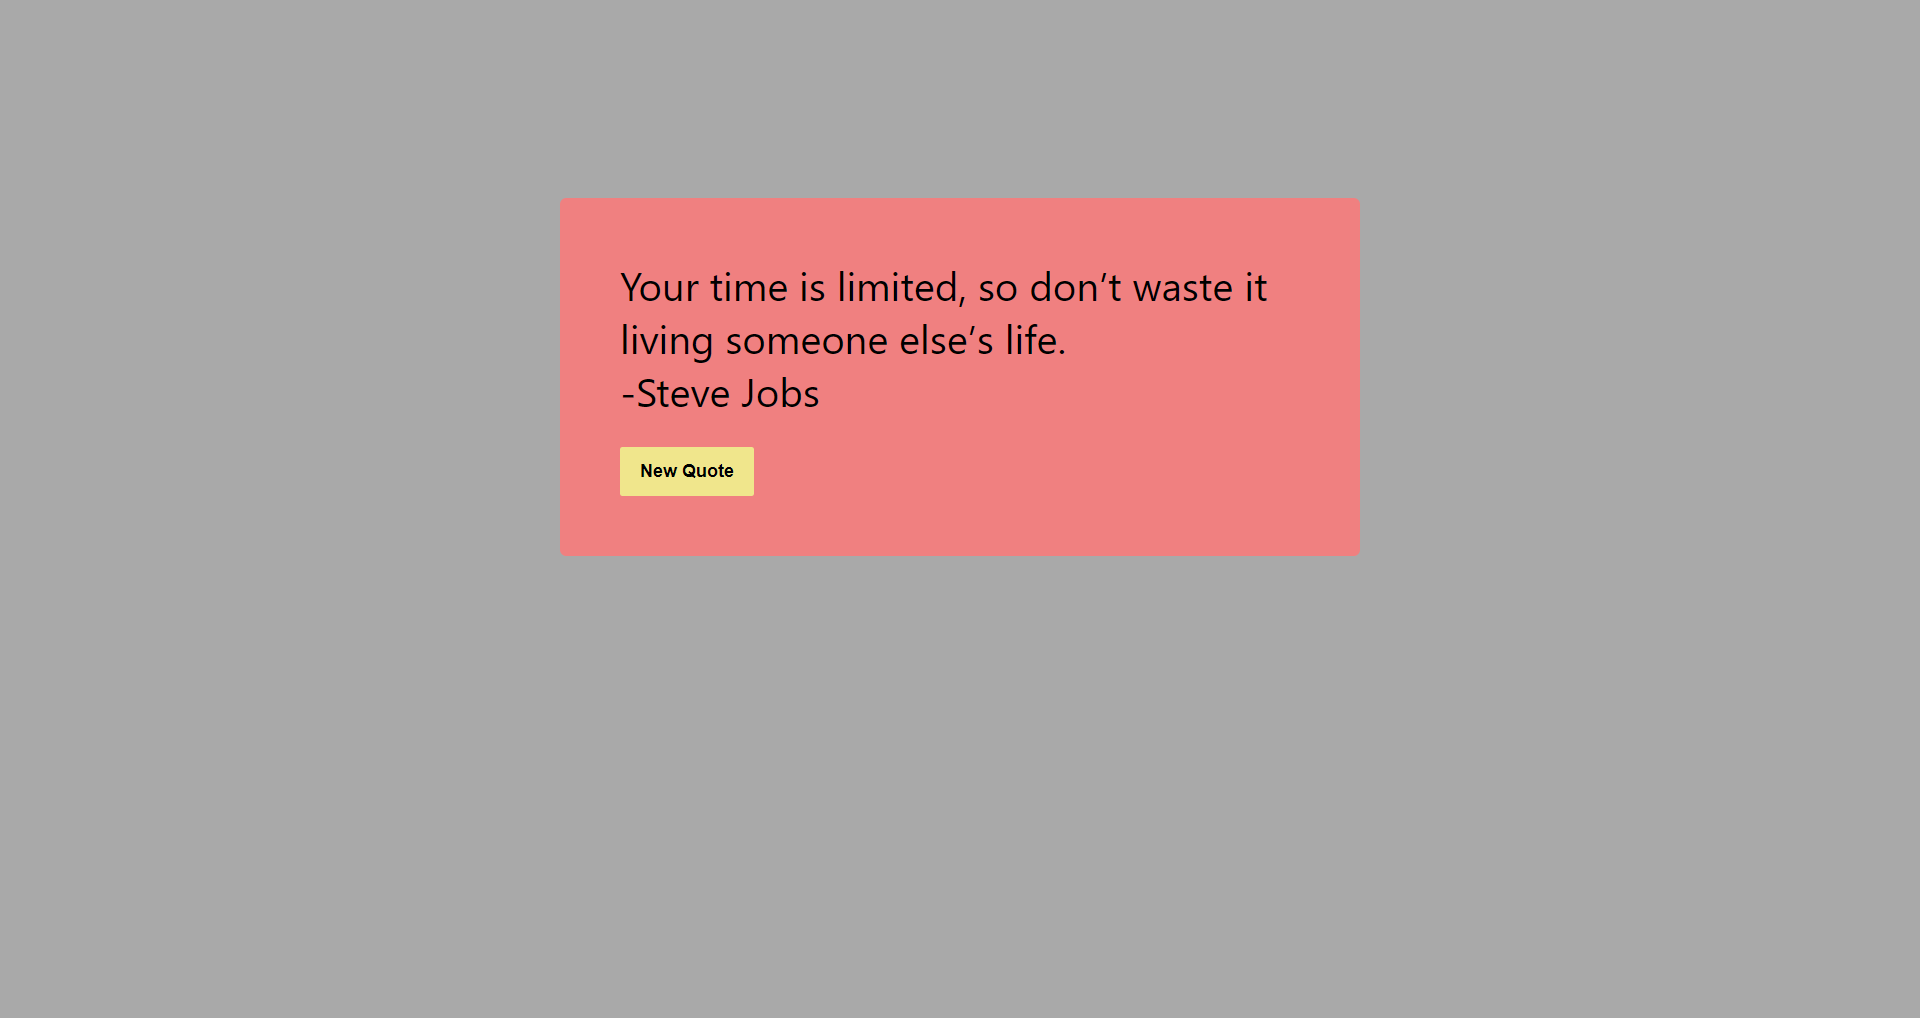 Your time is limited, so don’t waste it
living someone else’s life.
-Steve Jobs
New Quote